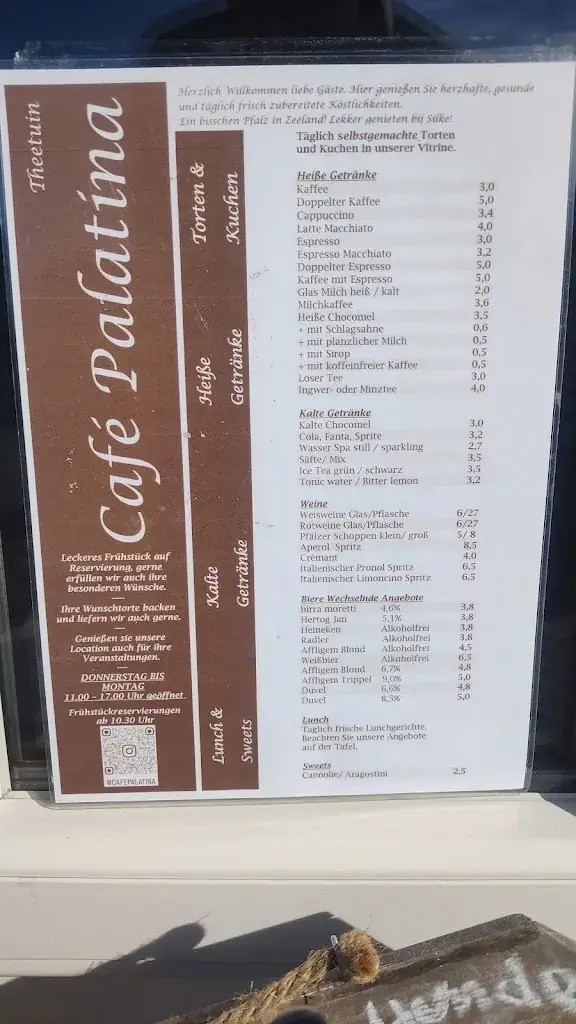 Theetuin
Café Palatina
Leckeres Frühstück auf
Reservierung, gerne
erfüllen wir auch ihre
besonderen Wünsche.
Ihre Wunschtorte backen
und liefern wir auch gerne.
Genießen sie unsere
Location auch für ihre
Veranstaltungen.
DONNERSTAG BIS
MONTAG
11.00 - 17.00 Uhr geöffnet.
Frühstückreservierungen
ab 10.30 Uhr
@CAFEPALATINA
Torten &
Kuchen
Heiße
Getränke
Kalte
Getränke
Lunch &
Sweets
Herzlich Willkommen liebe Gäste. Hier genießen Sie herzhafte, gesunde
und täglich frisch zubereitete Köstlichkeiten.
Ein bisschen Pfalz in Zeeland! Lekker genieten bij Silke!
Täglich selbstgemachte Torten
und Kuchen in unserer Vitrine.
Heiße Getränke
Kaffee 3,0
Doppelter Kaffee 5,0
Cappuccino 3,4
Latte Macchiato 4,0
Espresso 3,0
Espresso Macchiato 3,2
Doppelter Espresso 5,0
Kaffee mit Espresso 5,0
Glas Milch heiß / kalt 2,0
Milchkaffee 3,6
Heiße Chocomel 3,5
+ mit Schlagsahne 0,6
+ mit planzlicher Milch 0,5
+ mit Sirop 0,5
+ mit koffeinfreier Kaffee 0,5
Loser Tee 3,0
Ingwer- oder Minztee 4,0
Kalte Getränke
Kalte Chocomel 3,0
Cola, Fanta, Sprite 3,2
Wasser Spa still / sparkling 2,7
Säfte/ Mix 3,5
Ice Tea grün / schwarz 3,5
Tonic water / Bitter lemon 3,2
Weine
Weisweine Glas/Pflasche 6/27
Rotweine Glas/Pflasche 6/27
Pfälzer Schoppen klein/ groß 5/ 8
Aperol Spritz 8,5
Crémant 4,0
Italienischer Pronol Spritz 6,5
Italienischer Limoncino Spritz 6,5
Biere Wechselnde Angebote
birra moretti 4,6% 3,8
Hertog Jan 5,1% 3,8
Heineken Alkoholfrei 3,8
Radler Alkoholfrei 3,8
Affligem Blond Alkoholfrei 4,5
Weißbier Alkoholfrei 6,5
Affligem Blond 6,7% 4,8
Affligem Trippel 9,0% 5,0
Duvel 6,6% 4,8
Duvel 8,5% 5,0
Lunch
Täglich frische Lunchgerichte.
Beachten Sie unsere Angebote
auf der Tafel.
Sweets
Cannolie/ Aragostini 2,5